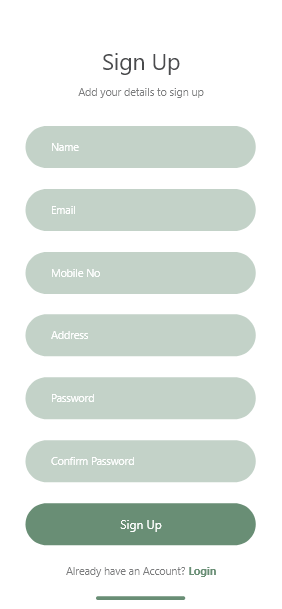 Sign Up
Add your details to sign up
Name
Email
Mobile No
Address
Password
Confirm Password
Sign Up
Already have an Account? Login